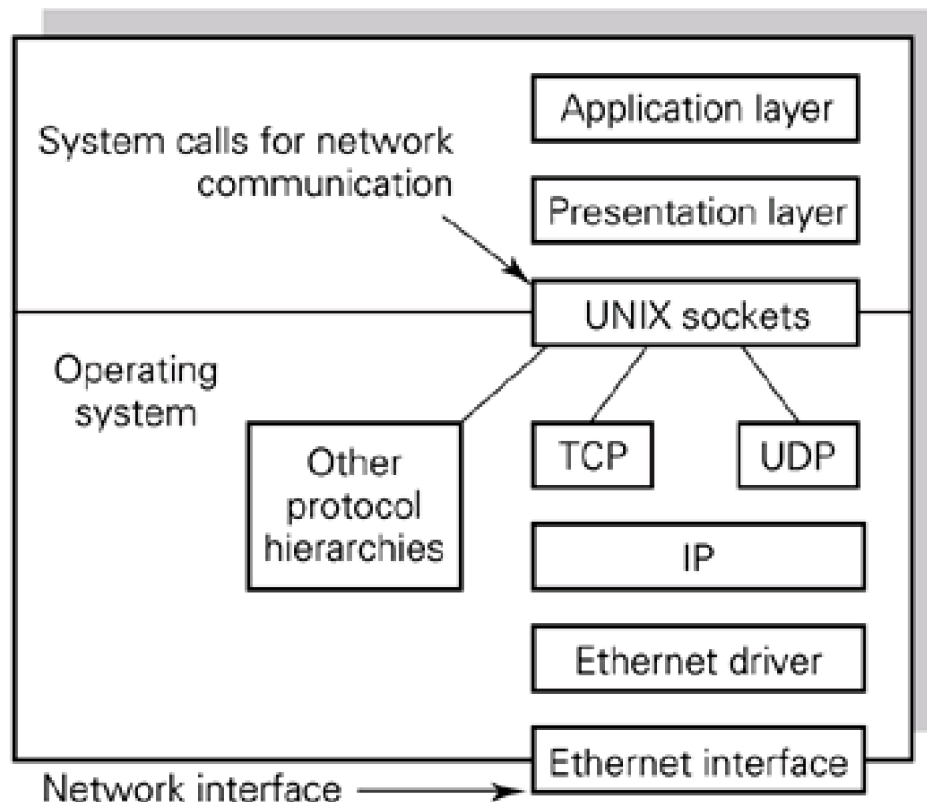 Application layer
System calls for network
communication
Presentation layer
UNIX sockets
Operating
system
Other
protocol
hierarchies
TCP
UDP
IP
Ethernet driver
Ethernet interface
Network interface